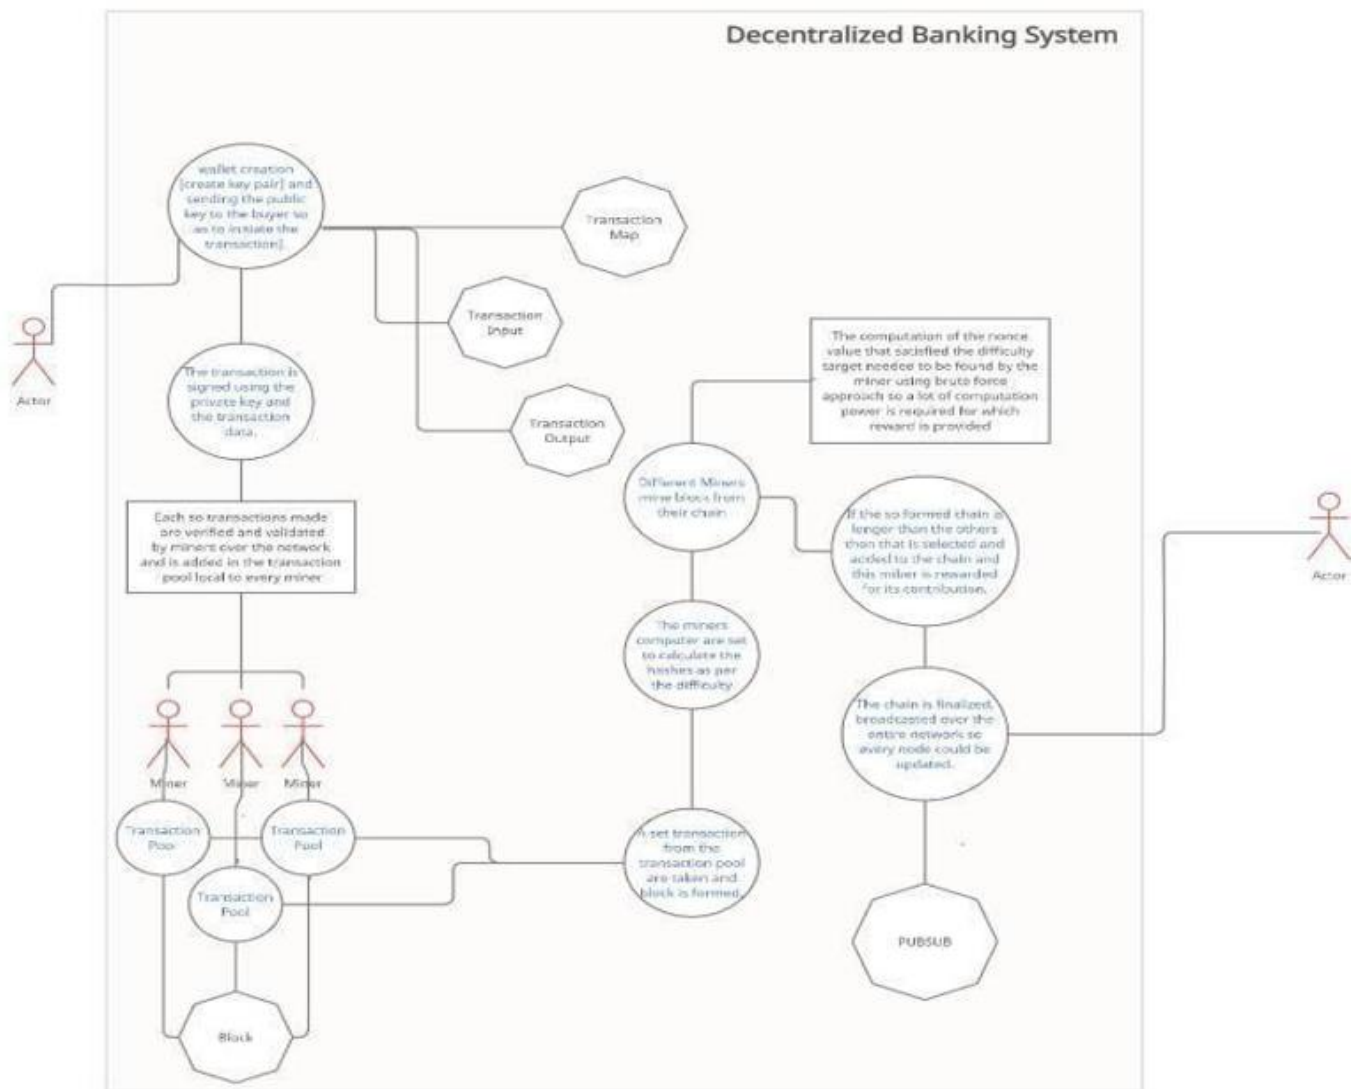 Decentralized Banking System
wallet creation
[create key pair] and
sending the public
key to the buyer so
as to initiate the
transaction].
Transaction
Map
Transaction
Input
Transaction
Output
Actor
The transaction is
signed using the
private key and
the transaction
data.
Each so transactions made
are verified and validated
by miners over the network
and is added in the transaction
pool local to every miner
Miner
Miner
Miner
Transaction
Pool
Transaction
Pool
Transaction
Pool
Block
The computation of the nonce
value that satisfied the difficulty
target needed to be found by the
miner using brute force
approach so a lot of computation
power is required for which
reward is provided
Different Miners
mine block from
their chain
If the so formed chain is
longer than the others
then that is selected and
added to the chain and
this miner is rewarded
for its contribution.
The miners
computer are set
to calculate the
hashes as per
the difficulty
The chain is finalized,
broadcasted over the
entire network so
every node could be
updated.
A set transaction
from the
transaction pool
are taken and
block is formed.
PUBSUB
Actor